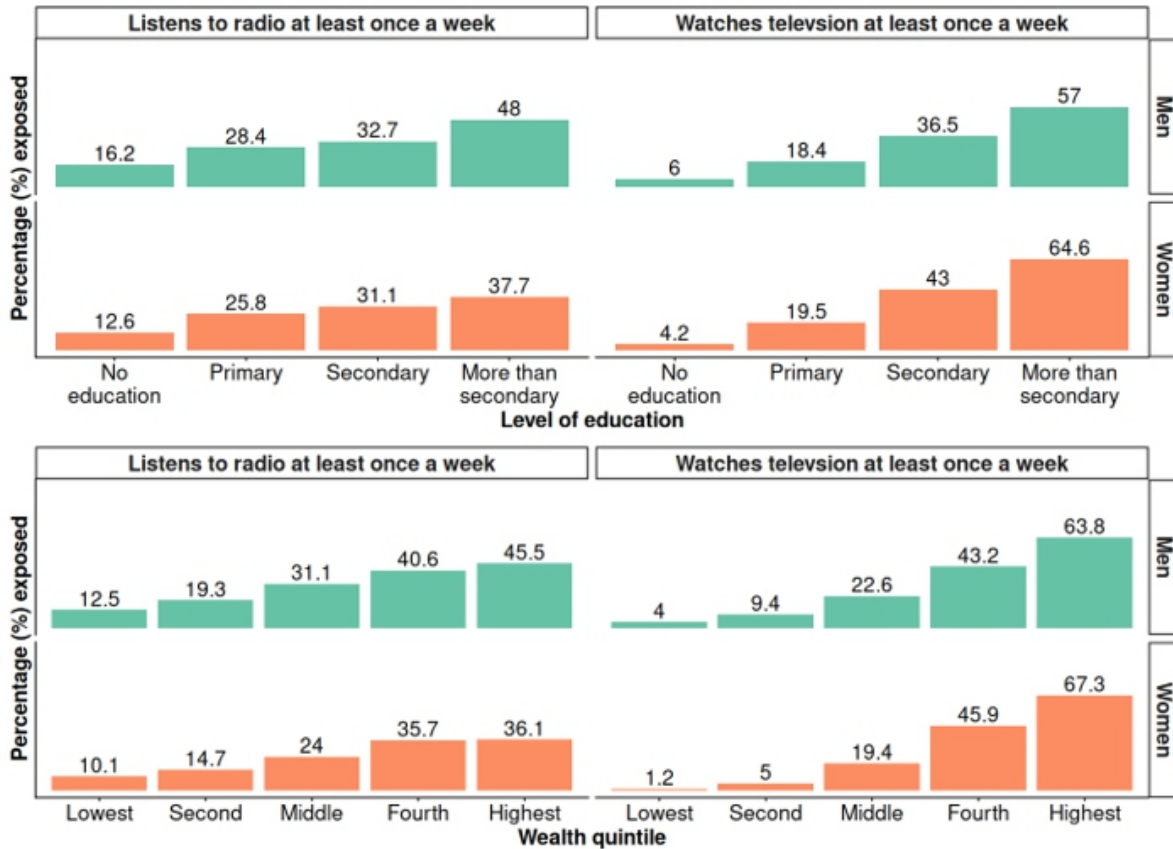 Listens to radio at least once a week
Watches televsion at least once a week
Percentage (%) exposed
16.2
28.4
32.7
48
6
18.4
36.5
57
Men
12.6
25.8
31.1
37.7
4.2
19.5
43
64.6
Women
No education
Primary
Secondary
More than secondary
No education
Primary
Secondary
More than secondary
Level of education
Listens to radio at least once a week
Watches televsion at least once a week
Percentage (%) exposed
12.5
19.3
31.1
40.6
45.5
4
9.4
22.6
43.2
63.8
Men
10.1
14.7
24
35.7
36.1
1.2
5
19.4
45.9
67.3
Women
Lowest
Second
Middle
Fourth
Highest
Lowest
Second
Middle
Fourth
Highest
Wealth quintile